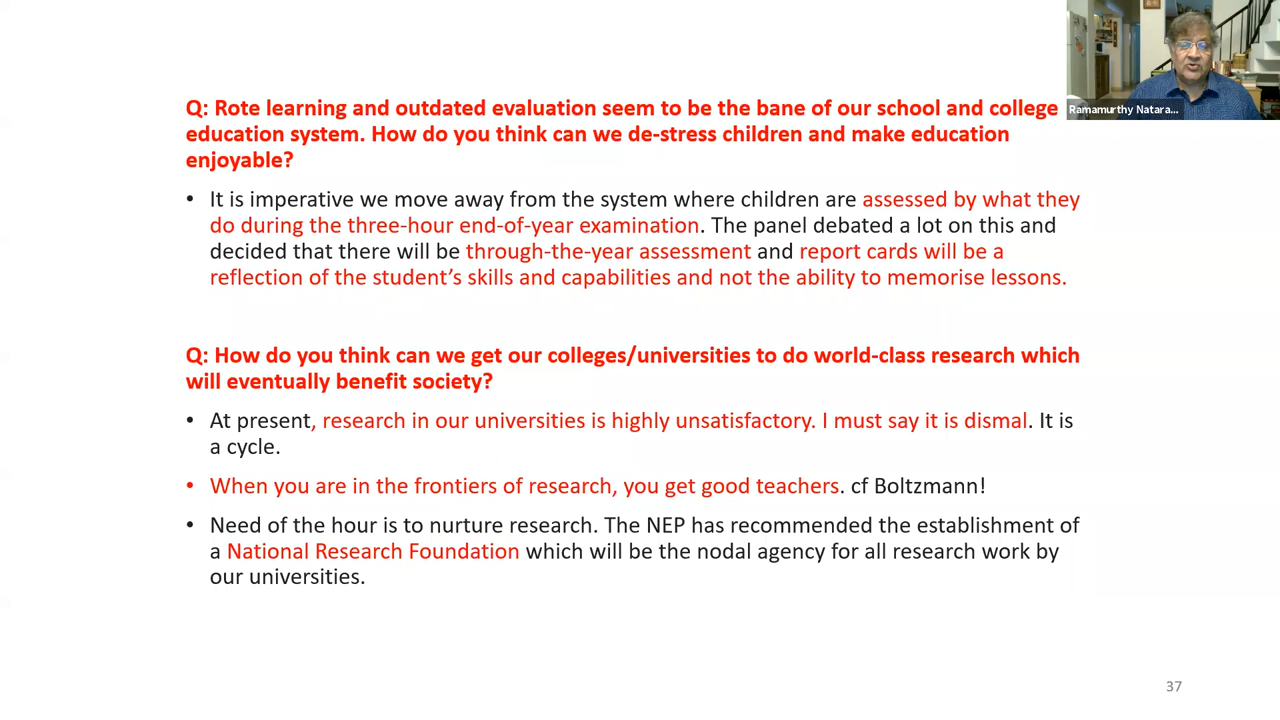 Ramamurthy Natara...
Q: Rote learning and outdated evaluation seem to be the bane of our school and college
education system. How do you think can we de-stress children and make education
enjoyable?
• It is imperative we move away from the system where children are assessed by what they
do during the three-hour end-of-year examination. The panel debated a lot on this and
decided that there will be through-the-year assessment and report cards will be a
reflection of the student's skills and capabilities and not the ability to memorise lessons.
Q: How do you think can we get our colleges/universities to do world-class research which
will eventually benefit society?
• At present, research in our universities is highly unsatisfactory. I must say it is dismal. It is
a cycle.
• When you are in the frontiers of research, you get good teachers. cf Boltzmann!
• Need of the hour is to nurture research. The NEP has recommended the establishment of
a National Research Foundation which will be the nodal agency for all research work by
our universities.
37